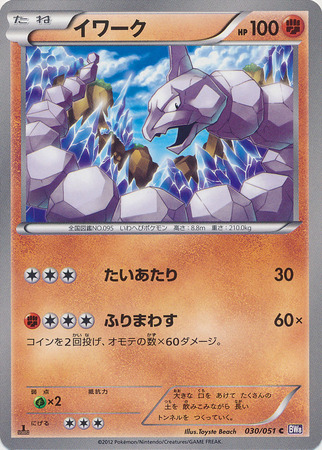 たね イワーク HP 100
全国図鑑NO.095 いわへびポケモン 高さ：8.8m 重さ：210.0kg
たいあたり 30
ふりまわす 60×
コインを2回投げ、オモテの数×60ダメージ。
弱点 抵抗力
×2
にげる
大きな 口を あけて たくさんの
土を 飲みこみながら 長い
トンネルを つくっていく。
Illus.Toyste Beach 030/051 C
©2012 Pokémon/Nintendo/Creatures/GAME FREAK.